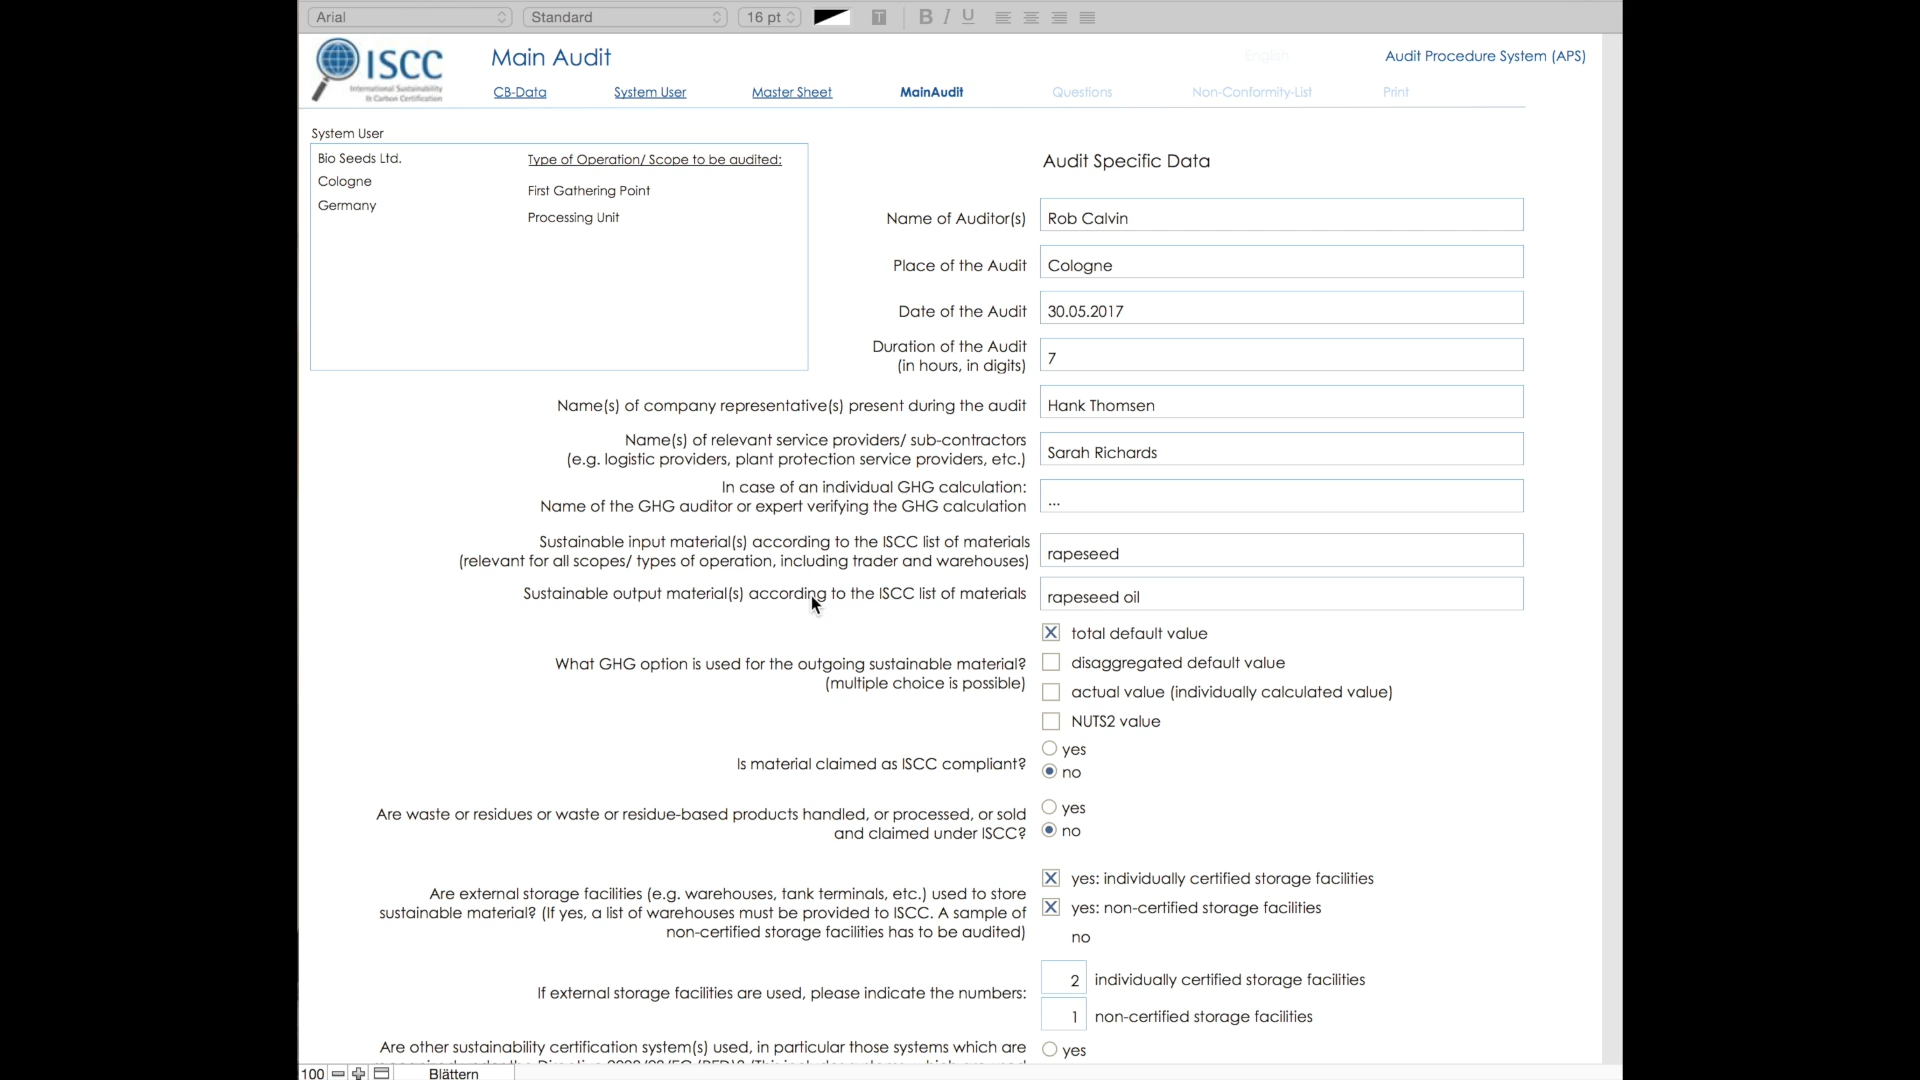 Arial
Standard
16 pt
T
B I U
ISCC
International Sustainability
& Carbon Certification
Main Audit
English
Audit Procedure System (APS)
CB-Data
System User
Master Sheet
MainAudit
Questions
Non-Conformity-List
Print
System User
Bio Seeds Ltd.
Cologne
Germany
Type of Operation/ Scope to be audited:
First Gathering Point
Processing Unit
Audit Specific Data
Name of Auditor(s)
Rob Calvin
Place of the Audit
Cologne
Date of the Audit
30.05.2017
Duration of the Audit
(in hours, in digits)
7
Name(s) of company representative(s) present during the audit
Hank Thomsen
Name(s) of relevant service providers/ sub-contractors
(e.g. logistic providers, plant protection service providers, etc.)
Sarah Richards
In case of an individual GHG calculation:
Name of the GHG auditor or expert verifying the GHG calculation
...
Sustainable input material(s) according to the ISCC list of materials
(relevant for all scopes/ types of operation, including trader and warehouses)
rapeseed
Sustainable output material(s) according to the ISCC list of materials
rapeseed oil
What GHG option is used for the outgoing sustainable material?
(multiple choice is possible)
X total default value
disaggregated default value
actual value (individually calculated value)
NUTS2 value
Is material claimed as ISCC compliant?
yes
no
Are waste or residues or waste or residue-based products handled, or processed, or sold
and claimed under ISCC?
yes
no
Are external storage facilities (e.g. warehouses, tank terminals, etc.) used to store
sustainable material? (If yes, a list of warehouses must be provided to ISCC. A sample of
non-certified storage facilities has to be audited)
X yes: individually certified storage facilities
X yes: non-certified storage facilities
no
If external storage facilities are used, please indicate the numbers:
2 individually certified storage facilities
1 non-certified storage facilities
Are other sustainability certification system(s) used, in particular those systems which are
yes
100
Blättern